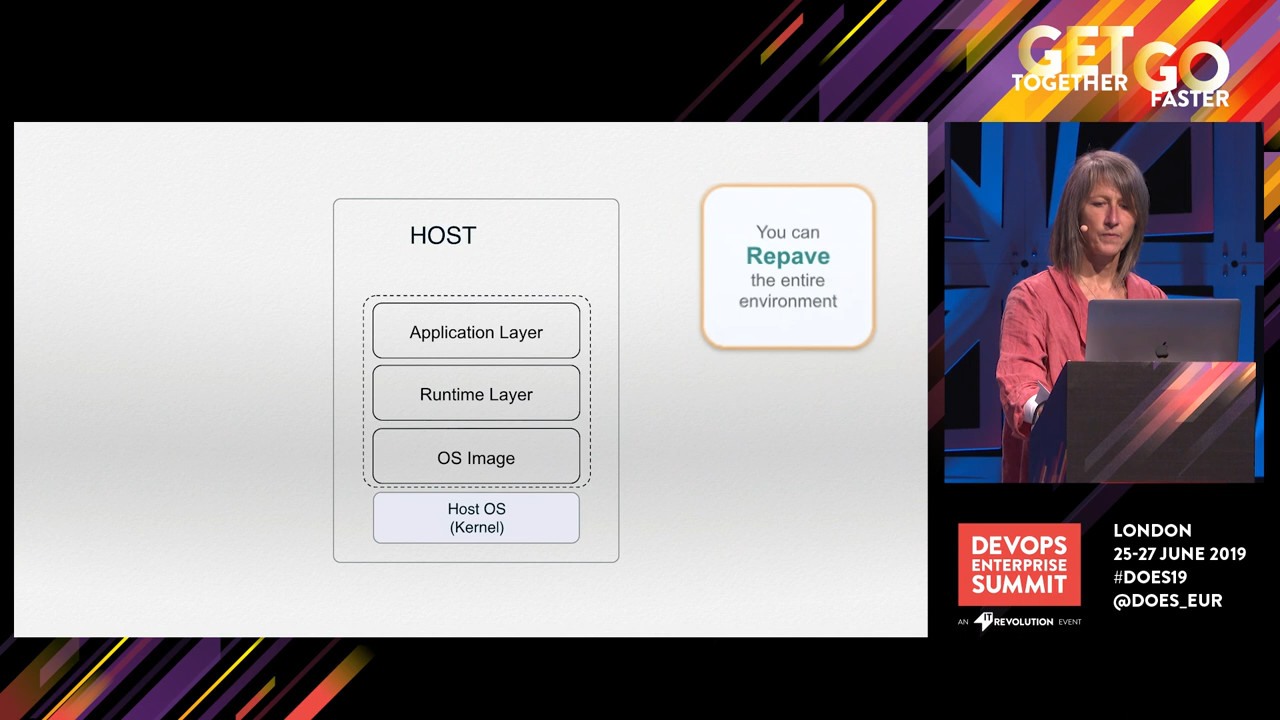 GET
TOGETHER
GO
FASTER
HOST
Application Layer
Runtime Layer
OS Image
Host OS
(Kernel)
You can
Repave
the entire
environment
DEVOPS
ENTERPRISE
SUMMIT
AN IT REVOLUTION EVENT
LONDON
25-27 JUNE 2019
#DOES19
@DOES_EUR